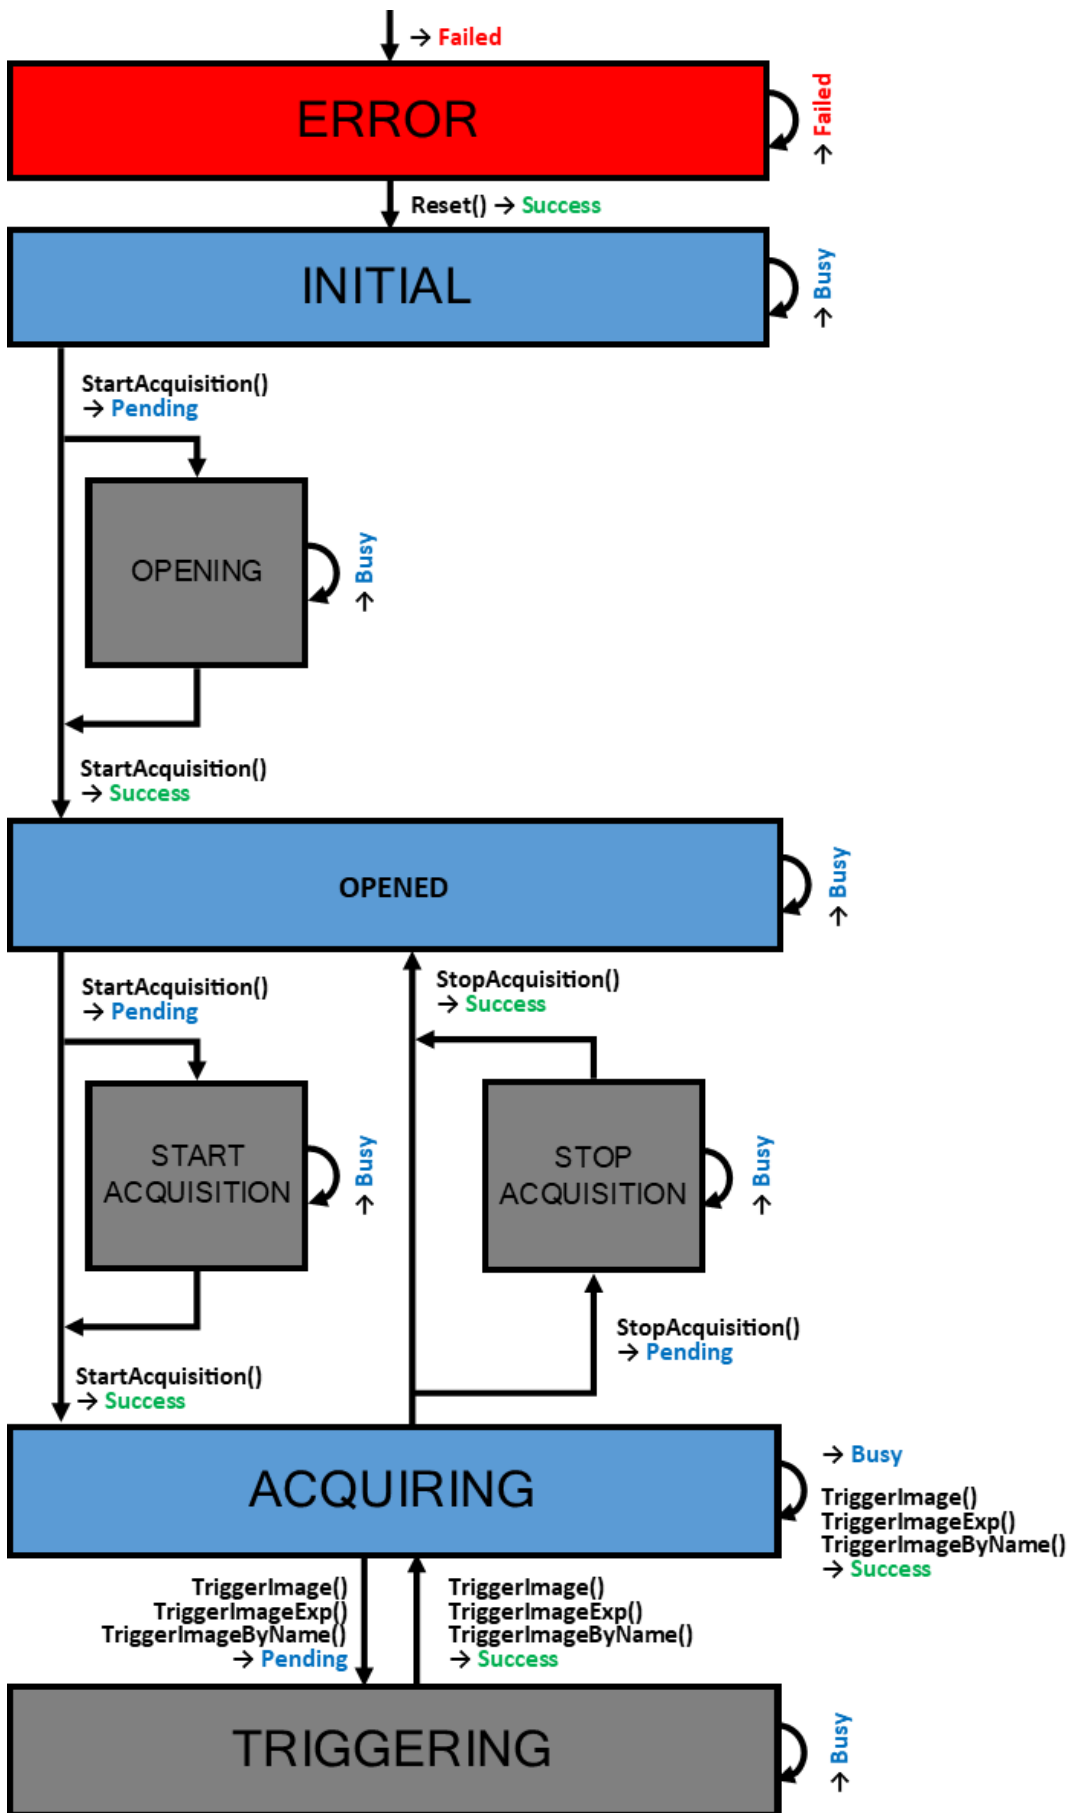 → Failed
ERROR
→ Failed
Reset() → Success
INITIAL
→ Busy
StartAcquisition()
→ Pending
OPENING
→ Busy
StartAcquisition()
→ Success
OPENED
→ Busy
StartAcquisition()
→ Pending
StopAcquisition()
→ Success
START
ACQUISITION
→ Busy
STOP
ACQUISITION
→ Busy
StopAcquisition()
→ Pending
StartAcquisition()
→ Success
ACQUIRING
→ Busy
TriggerImage()
TriggerImageExp()
TriggerImageByName()
→ Success
TriggerImage()
TriggerImageExp()
TriggerImageByName()
→ Pending
TriggerImage()
TriggerImageExp()
TriggerImageByName()
→ Success
TRIGGERING
→ Busy